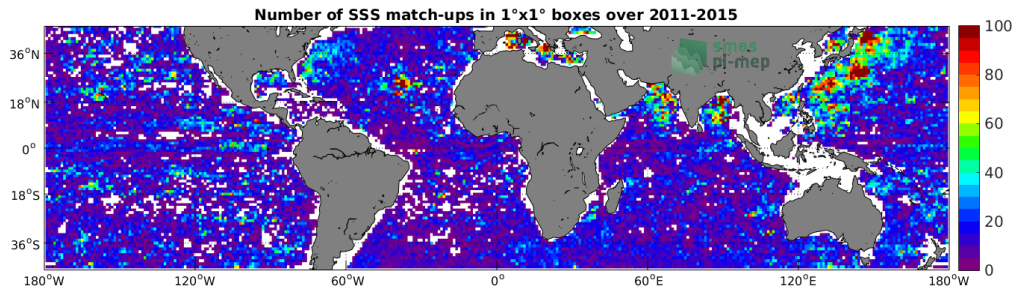 Number of SSS match-ups in 1°x1° boxes over 2011-2015
36°N
18°N
0°
18°S
36°S
180°W
120°W
60°W
0°
60°E
120°E
180°W
100
80
60
40
20
0
smos
pi-mep